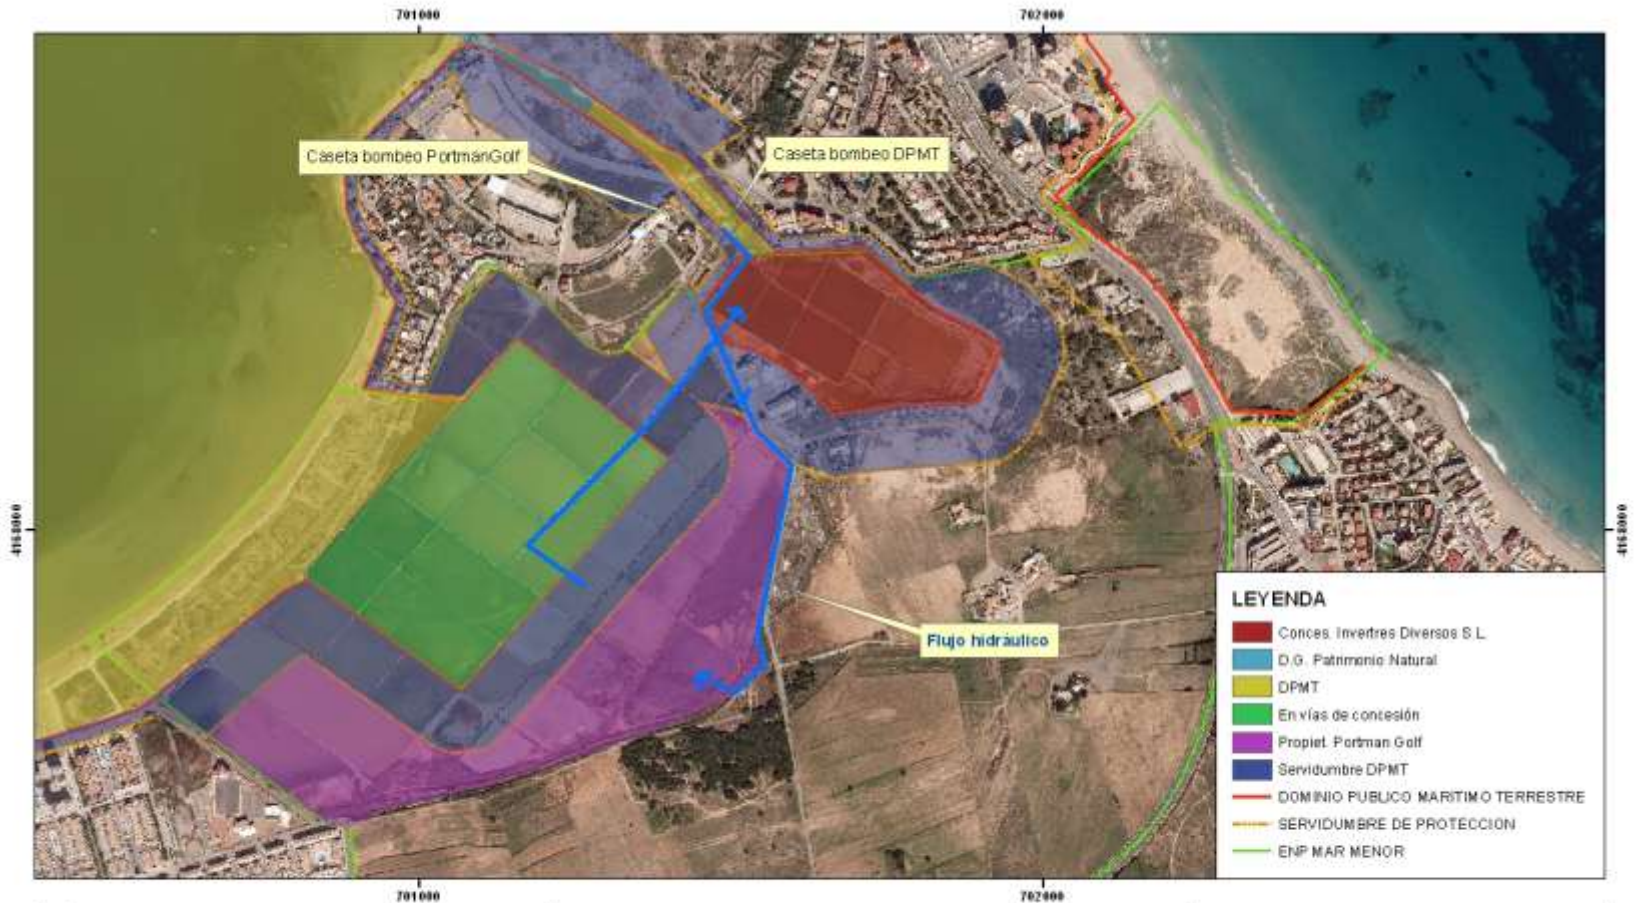 701000 702000
Caseta bombeo PortmánGolf
Caseta bombeo DPMT
4168000 4168000
Flujo hidráulico
LEYENDA
Conces. Invertres Diversos S.L.
D.G. Patrimonio Natural
DPMT
En vías de concesión
Propiet. Portman Golf
Servidumbre DPMT
DOMINIO PUBLICO MARITIMO TERRESTRE
SERVIDUMBRE DE PROTECCION
ENP MAR MENOR
701000 702000